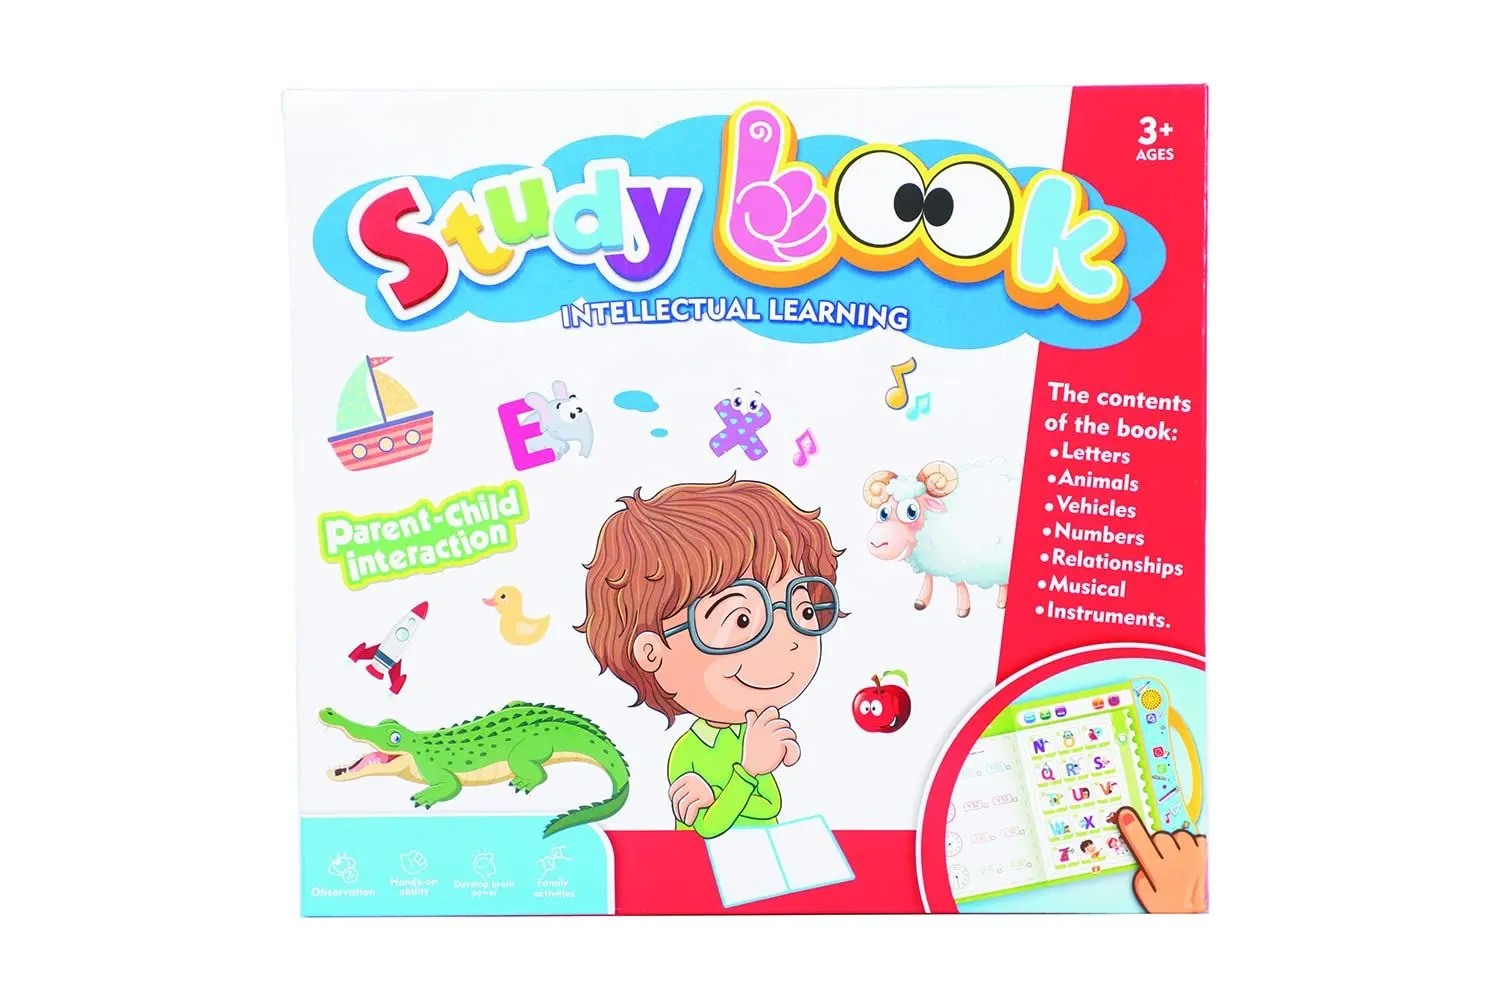 Study book
INTELLECTUAL LEARNING
3+
AGES
E
X
Parent-child
interaction
The contents
of the book:
•Letters
•Animals
•Vehicles
•Numbers
•Relationships
•Musical
•Instruments.
Observation
Hands-on
ability
Develop brain
power
Family
activities
N O
Q R S
U V
W X
Z